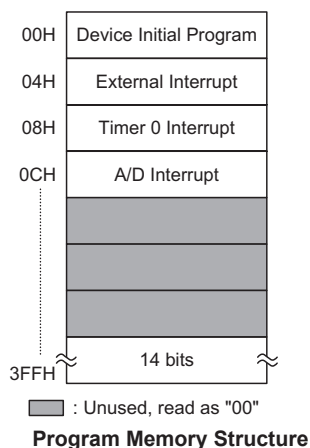 00H Device Initial Program
04H External Interrupt
08H Timer 0 Interrupt
0CH A/D Interrupt
14 bits
3FFH
: Unused, read as "00"
Program Memory Structure